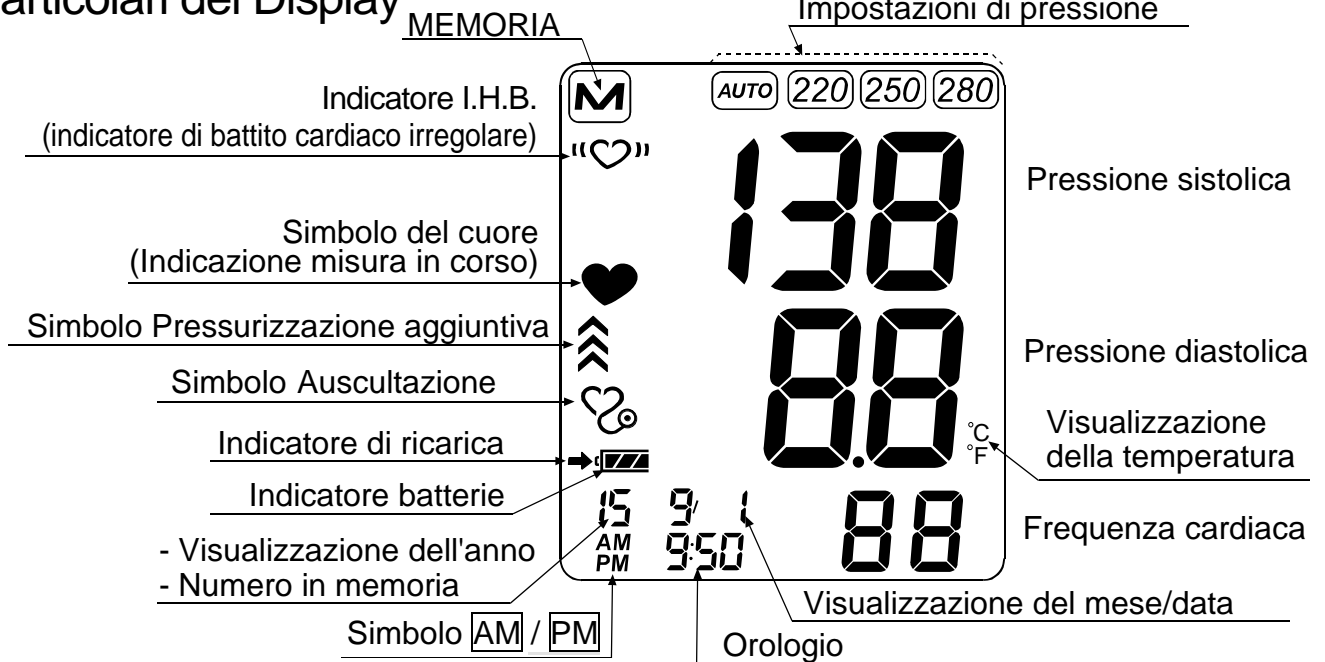 articolari del Display
MEMORIA
Impostazioni di pressione
M
AUTO 220 250 280
Indicatore I.H.B.
(indicatore di battito cardiaco irregolare)
138
Pressione sistolica
Simbolo del cuore
(Indicazione misura in corso)
Simbolo Pressurizzazione aggiuntiva
88
Pressione diastolica
Simbolo Auscultazione
°C
°F
Visualizzazione
della temperatura
Indicatore di ricarica
Indicatore batterie
15 9/ 1
88
Frequenza cardiaca
AM
PM
9:50
- Visualizzazione dell'anno
- Numero in memoria
Visualizzazione del mese/data
Simbolo AM / PM
Orologio